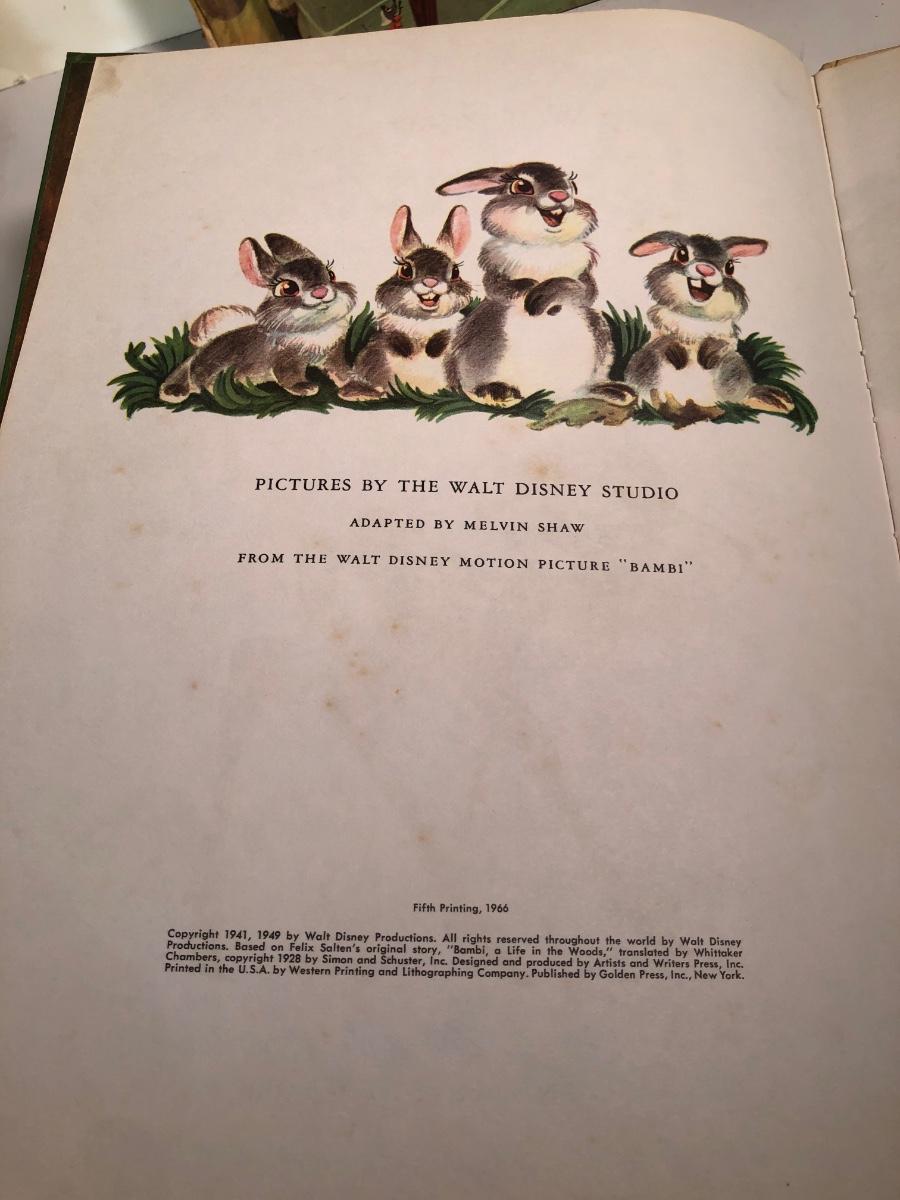 PICTURES BY THE WALT DISNEY STUDIO
ADAPTED BY MELVIN SHAW
FROM THE WALT DISNEY MOTION PICTURE "BAMBI"
Fifth Printing, 1966
Copyright 1941, 1949 by Walt Disney Productions. All rights reserved throughout the world by Walt Disney
Productions. Based on Felix Salten's original story, "Bambi, a Life in the Woods," translated by Whittaker
Chambers, copyright 1928 by Simon and Schuster, Inc. Designed and produced by Artists and Writers Press, Inc.
Printed in the U.S.A. by Western Printing and Lithographing Company. Published by Golden Press, Inc., New York.